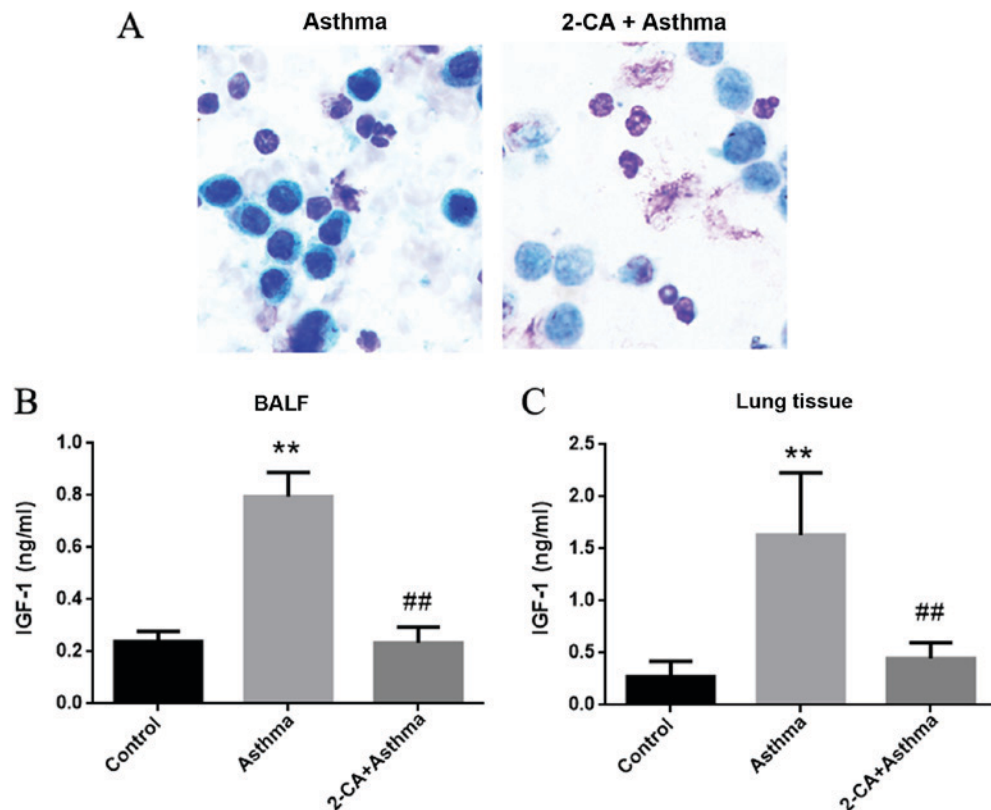 A
Asthma
2-CA + Asthma
B
BALF
IGF-1 (ng/ml)
1.0
0.8
0.6
0.4
0.2
0.0
**
##
Control
Asthma
2-CA+Asthma
C
Lung tissue
IGF-1 (ng/ml)
2.5
2.0
1.5
1.0
0.5
0.0
**
##
Control
Asthma
2-CA+Asthma